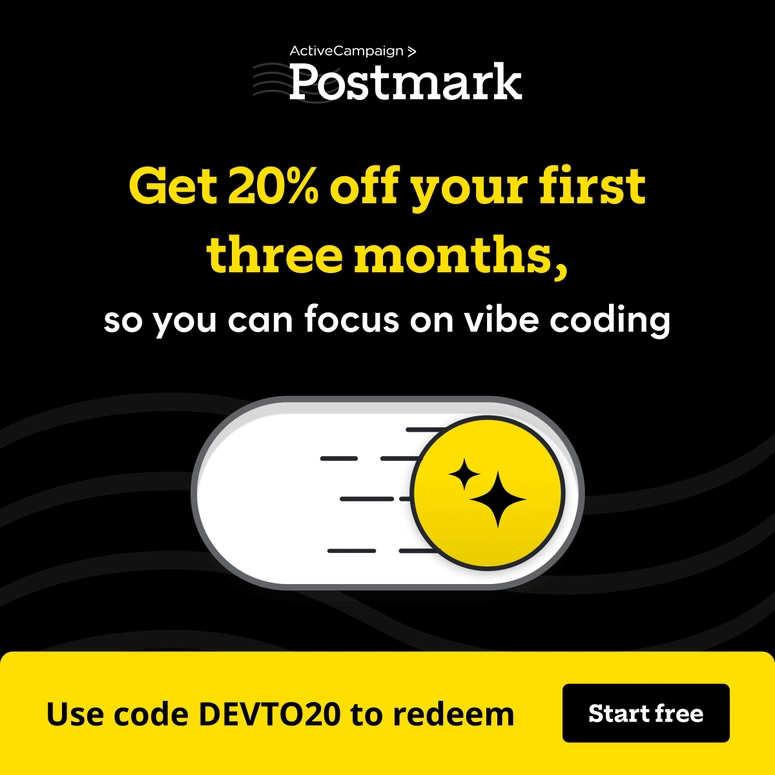 ActiveCampaign >
Postmark
Get 20% off your first
three months,
so you can focus on vibe coding
Use code DEVTO20 to redeem
Start free